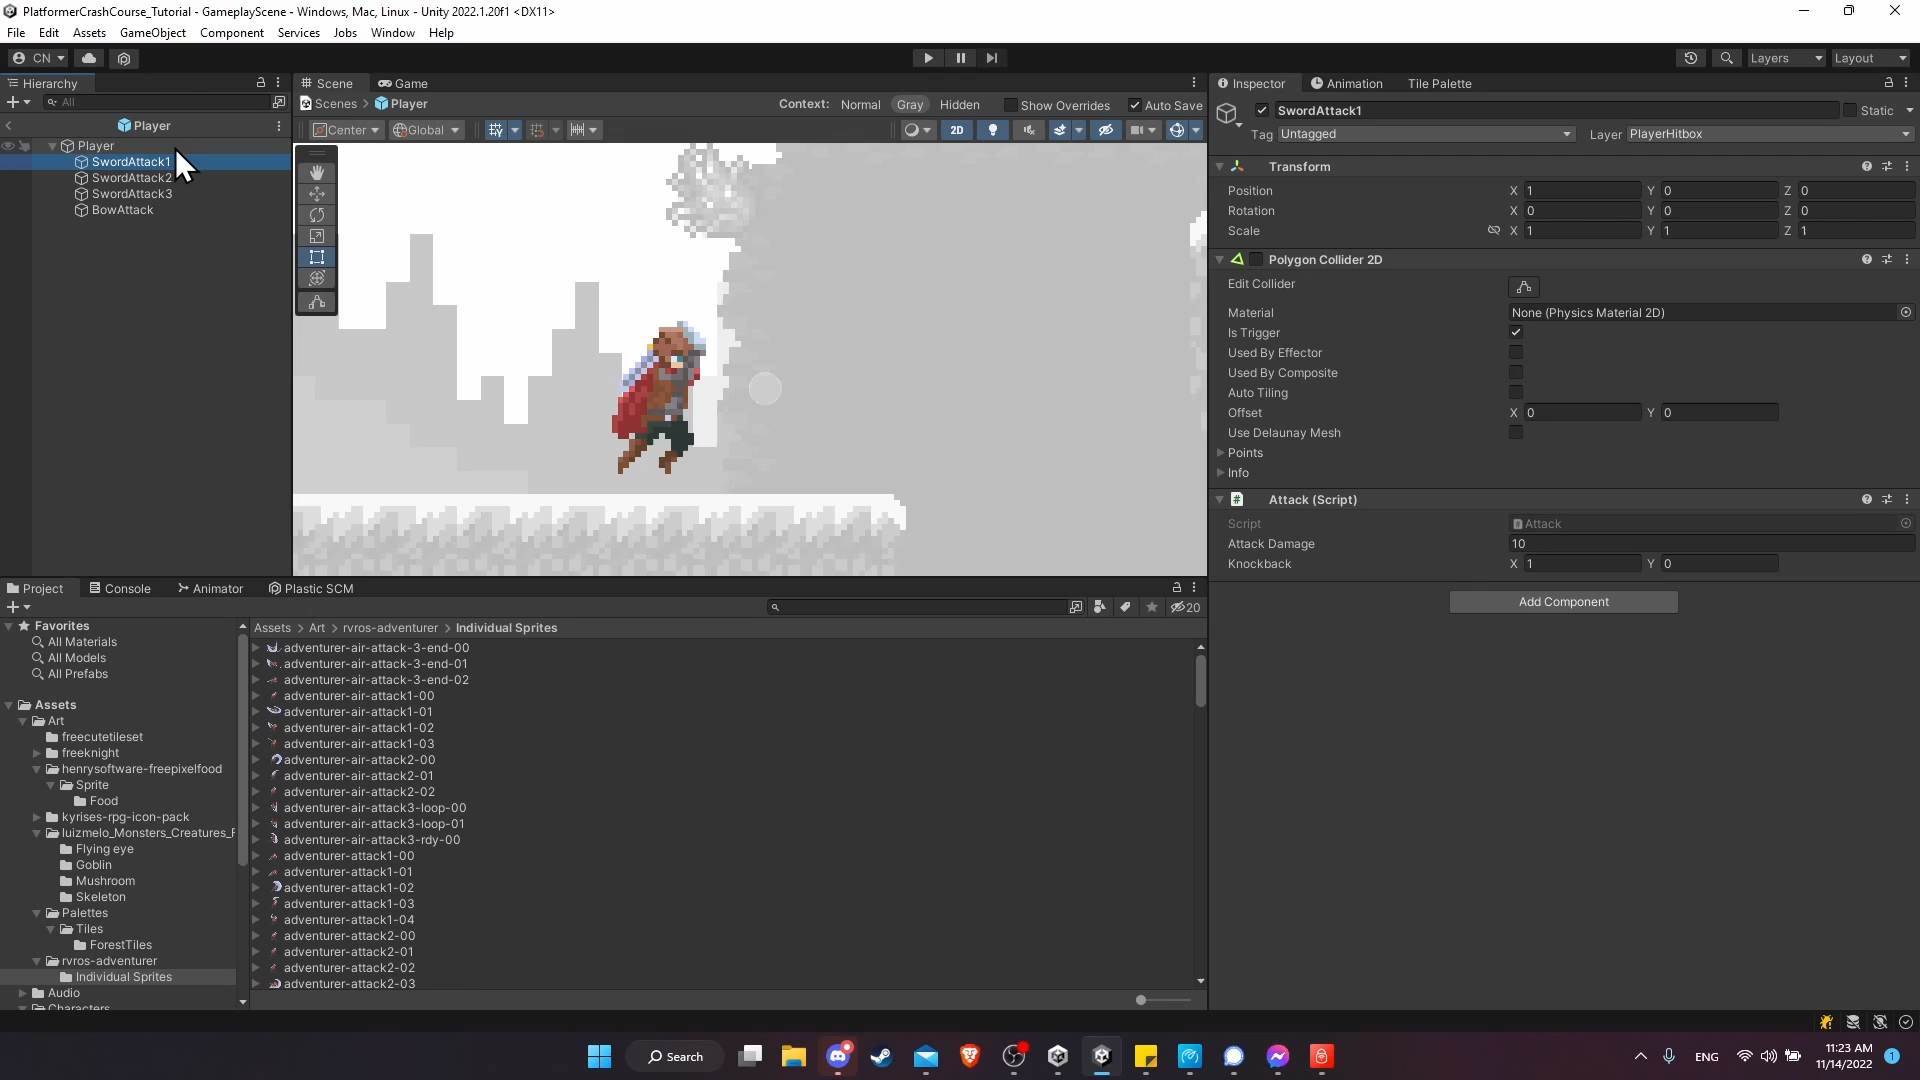 PlatformerCrashCourse_Tutorial - GameplayScene - Windows, Mac, Linux - Unity 2022.1.20f1 <DX11>
File Edit Assets GameObject Component Services Jobs Window Help
CN Layers Layout
Hierarchy
All
Player
Player
SwordAttack1
SwordAttack2
SwordAttack3
BowAttack
Scene Game
Scenes Player Context: Normal Gray Hidden Show Overrides Auto Save
Center Global 2D
Inspector Animation Tile Palette
SwordAttack1 Static
Tag Untagged Layer PlayerHitbox
Transform
Position X 1 Y 0 Z 0
Rotation X 0 Y 0 Z 0
Scale X 1 Y 1 Z 1
Polygon Collider 2D
Edit Collider
Material None (Physics Material 2D)
Is Trigger
Used By Effector
Used By Composite
Auto Tiling
Offset X 0 Y 0
Use Delaunay Mesh
Points
Info
Attack (Script)
Script Attack
Attack Damage 10
Knockback X 1 Y 0
Add Component
Project Console Animator Plastic SCM
20
Favorites
All Materials
All Models
All Prefabs
Assets
Art
freecutetileset
freeknight
henrysoftware-freepixelfood
Sprite
Food
kyrises-rpg-icon-pack
luizmelo_Monsters_Creatures_F
Flying eye
Goblin
Mushroom
Skeleton
Palettes
Tiles
ForestTiles
rvros-adventurer
Individual Sprites
Audio
Characters
Assets > Art > rvros-adventurer > Individual Sprites
adventurer-air-attack-3-end-00
adventurer-air-attack-3-end-01
adventurer-air-attack-3-end-02
adventurer-air-attack1-00
adventurer-air-attack1-01
adventurer-air-attack1-02
adventurer-air-attack1-03
adventurer-air-attack2-00
adventurer-air-attack2-01
adventurer-air-attack2-02
adventurer-air-attack3-loop-00
adventurer-air-attack3-loop-01
adventurer-air-attack3-rdy-00
adventurer-attack1-00
adventurer-attack1-01
adventurer-attack1-02
adventurer-attack1-03
adventurer-attack1-04
adventurer-attack2-00
adventurer-attack2-01
adventurer-attack2-02
adventurer-attack2-03
Search ENG 11:23 AM
11/14/2022 1